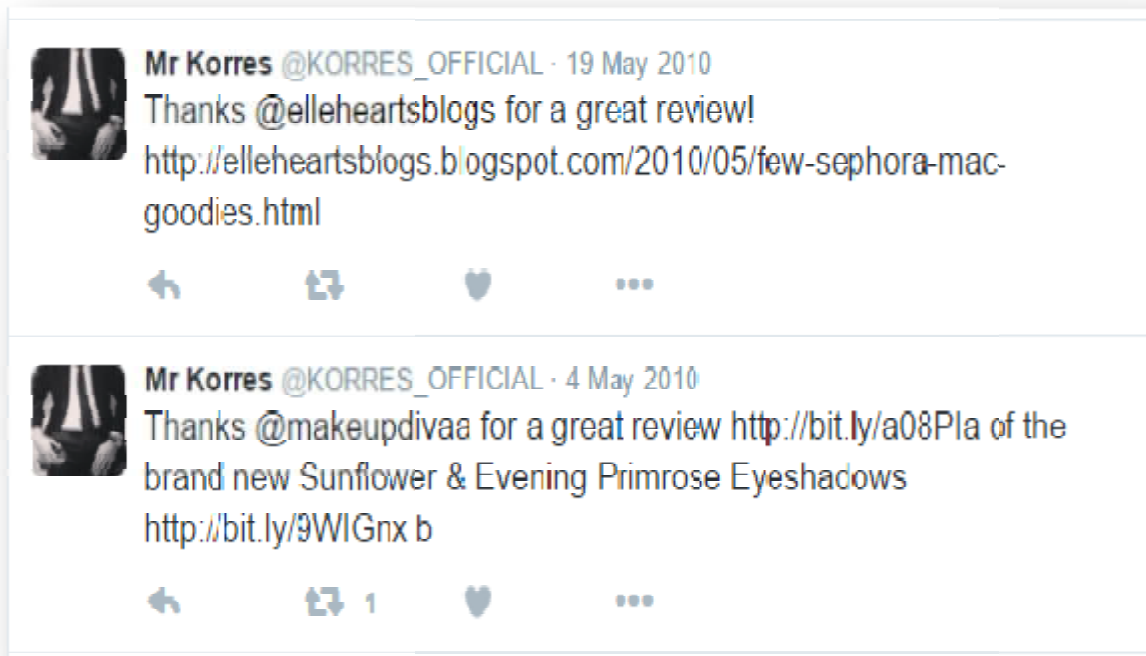 Mr Korres @KORRES_OFFICIAL · 19 May 2010
Thanks @elleheartsblogs for a great review!
http://elleheartsblogs.blogspot.com/2010/05/few-sephora-mac-
goodies.html
Mr Korres @KORRES_OFFICIAL · 4 May 2010
Thanks @makeupdivaa for a great review http://bit.ly/a08Pla of the
brand new Sunflower & Evening Primrose Eyeshadows
http://bit.ly/9WIGnx b
1